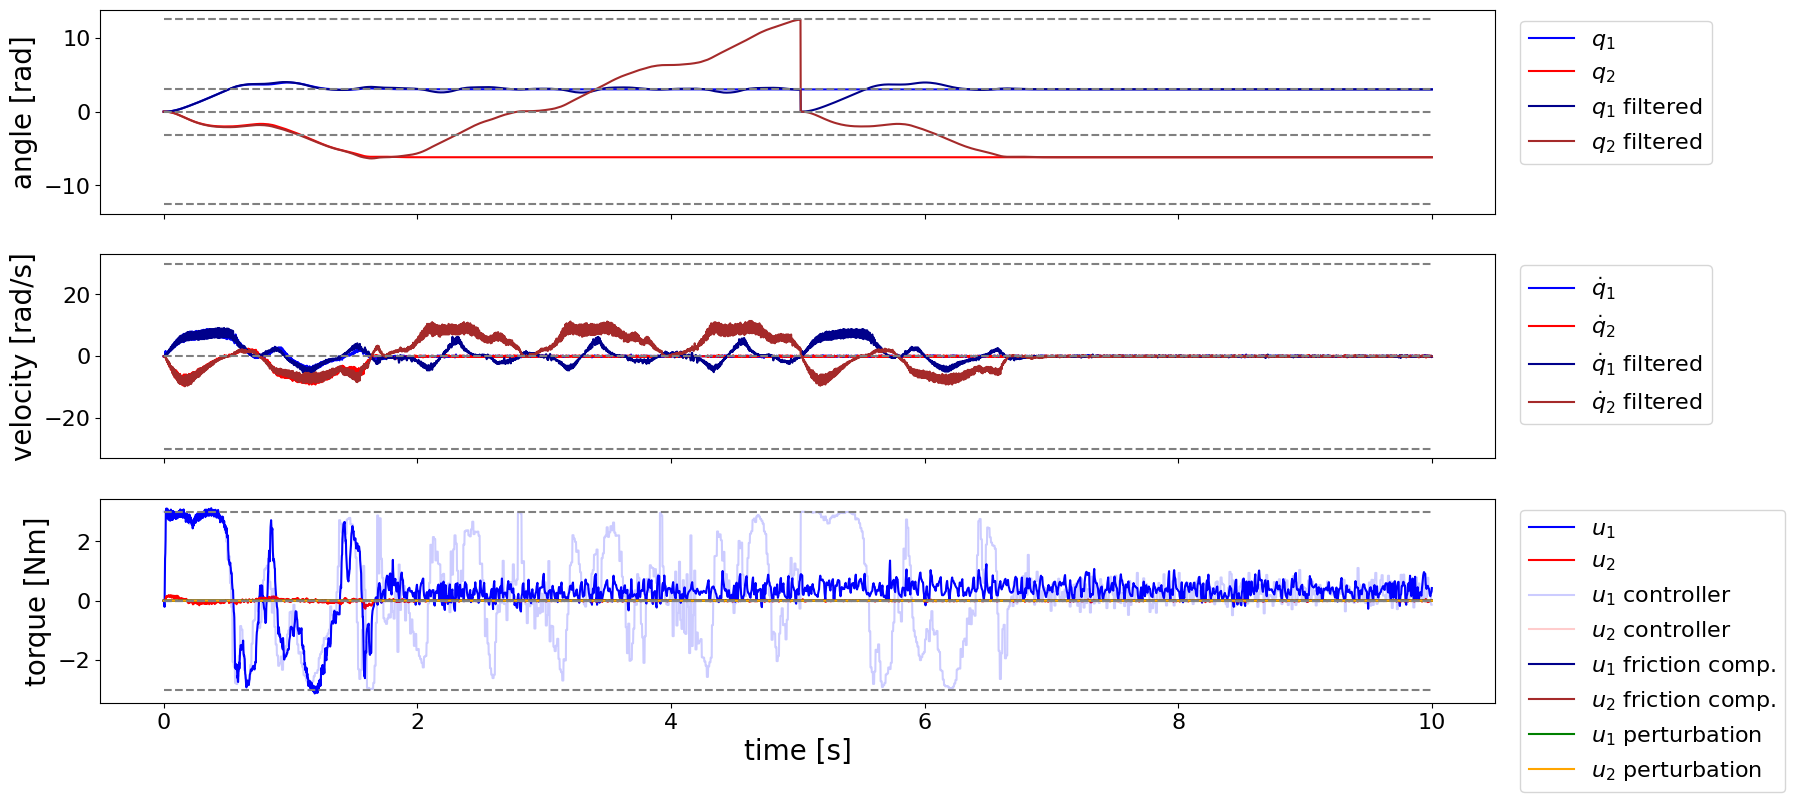 angle [rad]
10
0
−10
q₁
q₂
q₁ filtered
q₂ filtered
velocity [rad/s]
20
0
−20
q̇₁
q̇₂
q̇₁ filtered
q̇₂ filtered
torque [Nm]
2
0
−2
0 2 4 6 8 10
time [s]
u₁
u₂
u₁ controller
u₂ controller
u₁ friction comp.
u₂ friction comp.
u₁ perturbation
u₂ perturbation